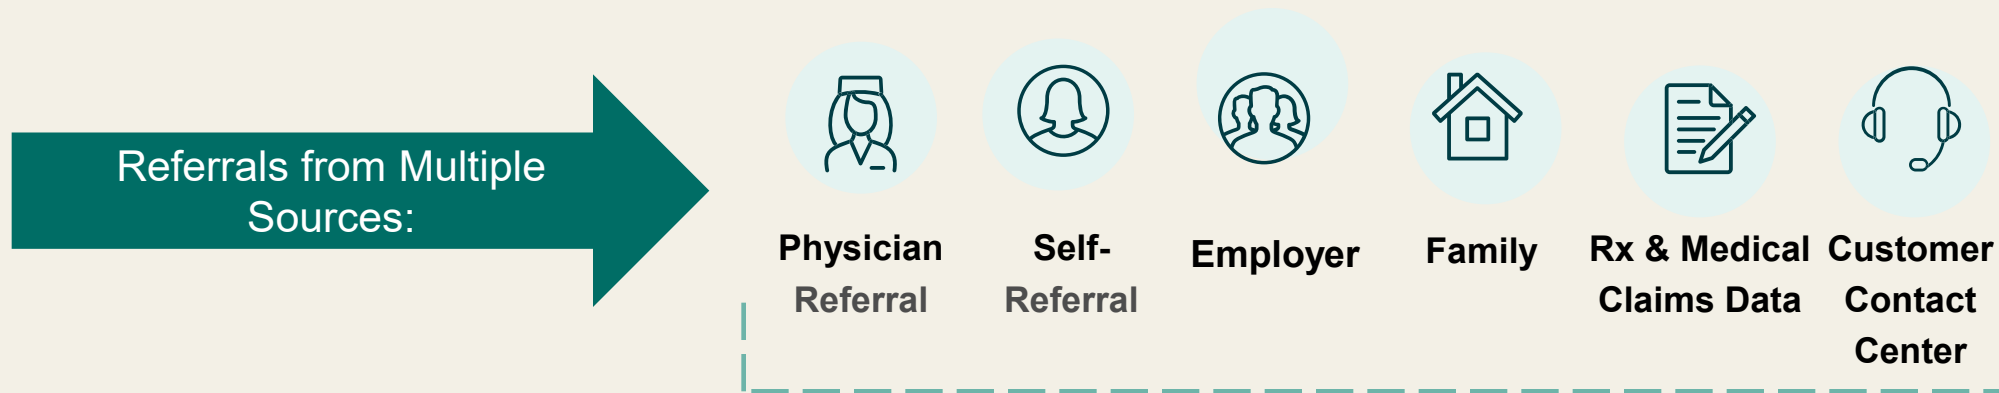 Referrals from Multiple
Sources:
Physician
Referral
Self-
Referral
Employer
Family
Rx & Medical
Claims Data
Customer
Contact
Center